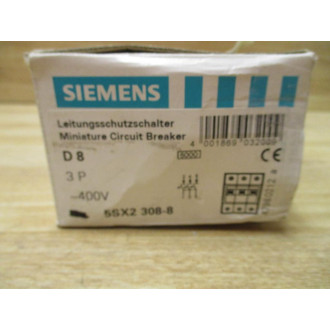 SIEMENS
Leitungsschutzschalter
Miniature Circuit Breaker
D 8
6000
CE
3 P
~400V
5SX2 308-8